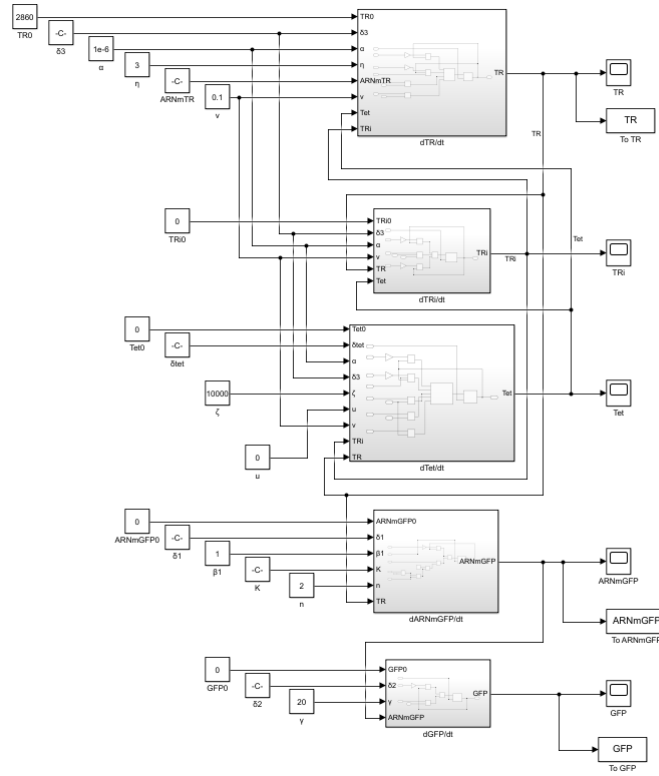 2860
TR0
-C-
δ3
1e-6
α
3
η
-C-
ARNmTR
0.1
v
TR0
δ3
α
η
ARNmTR
v
Tet
TRi
TR
dTR/dt
TR
TR
TR
To TR
0
TRi0
TRi0
δ3
α
v
TR
Tet
TRi
dTRi/dt
TRi
Tet
TRi
0
Tet0
-C-
δtet
10000
ζ
0
u
Tet0
δtet
α
δ3
ζ
u
v
TRi
TR
Tet
dTet/dt
Tet
0
ARNmGFP0
-C-
δ1
1
β1
-C-
K
2
n
ARNmGFP0
δ1
β1
K
n
TR
ARNmGFP
dARNmGFP/dt
ARNmGFP
ARNmGFP
To ARNmGFP
0
GFP0
-C-
δ2
20
γ
GFP0
δ2
γ
ARNmGFP
GFP
dGFP/dt
GFP
GFP
To GFP